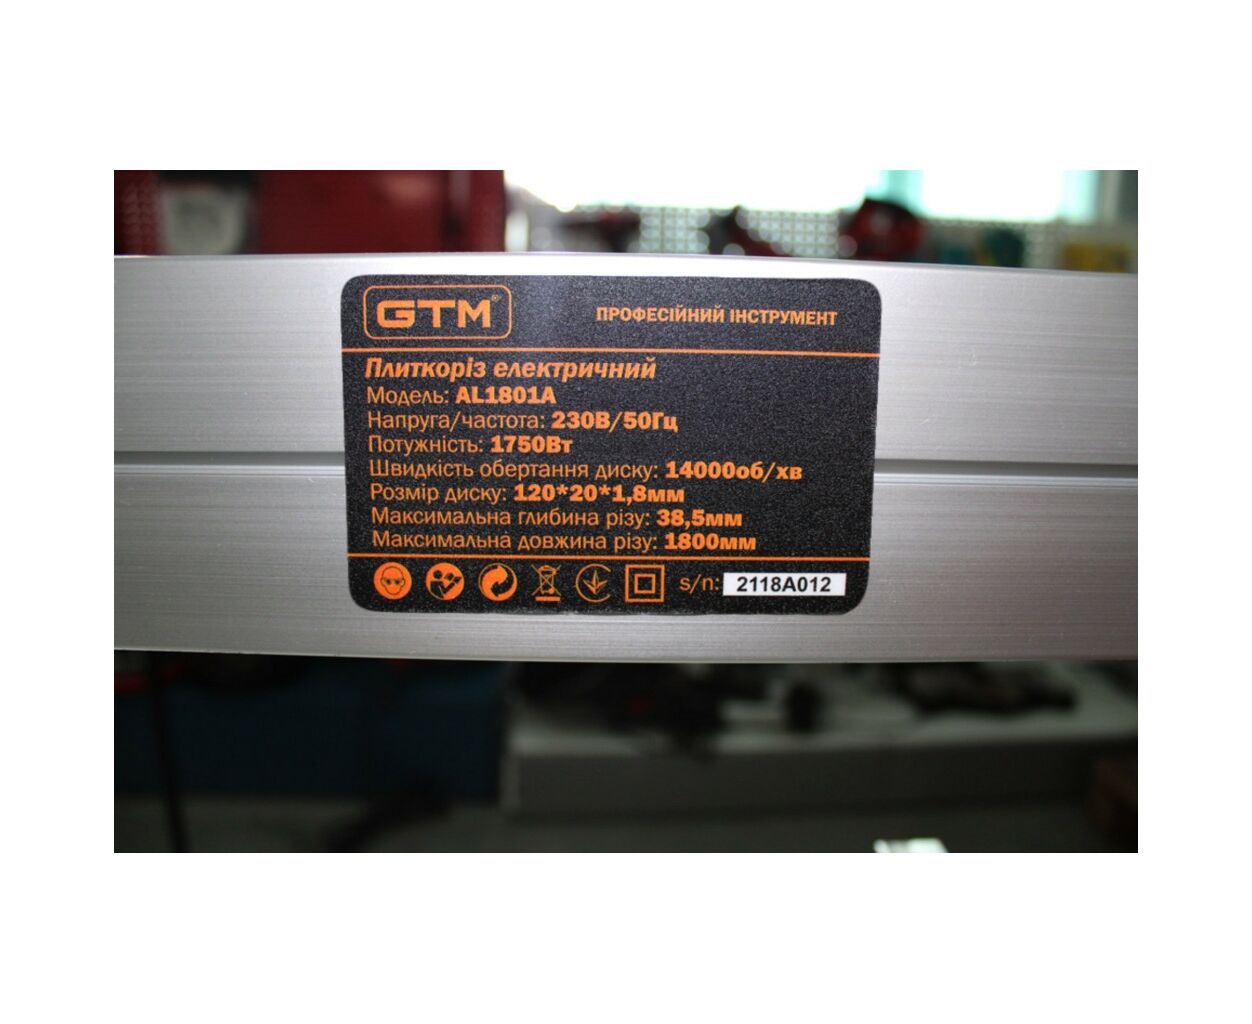 GTM®
ПРОФЕСІЙНИЙ ІНСТРУМЕНТ
Плиткоріз електричний
Модель: AL1801A
Напруга/частота: 230В/50Гц
Потужність: 1750Вт
Швидкість обертання диску: 14000об/хв
Розмір диску: 120*20*1,8мм
Максимальна глибина різу: 38,5мм
Максимальна довжина різу: 1800мм
s/n: 2118A012